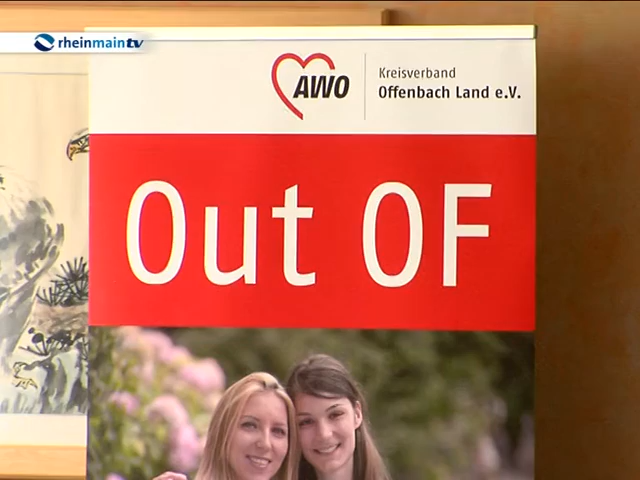 rheinmaintv
AWO
Kreisverband
Offenbach Land e.V.
Out OF